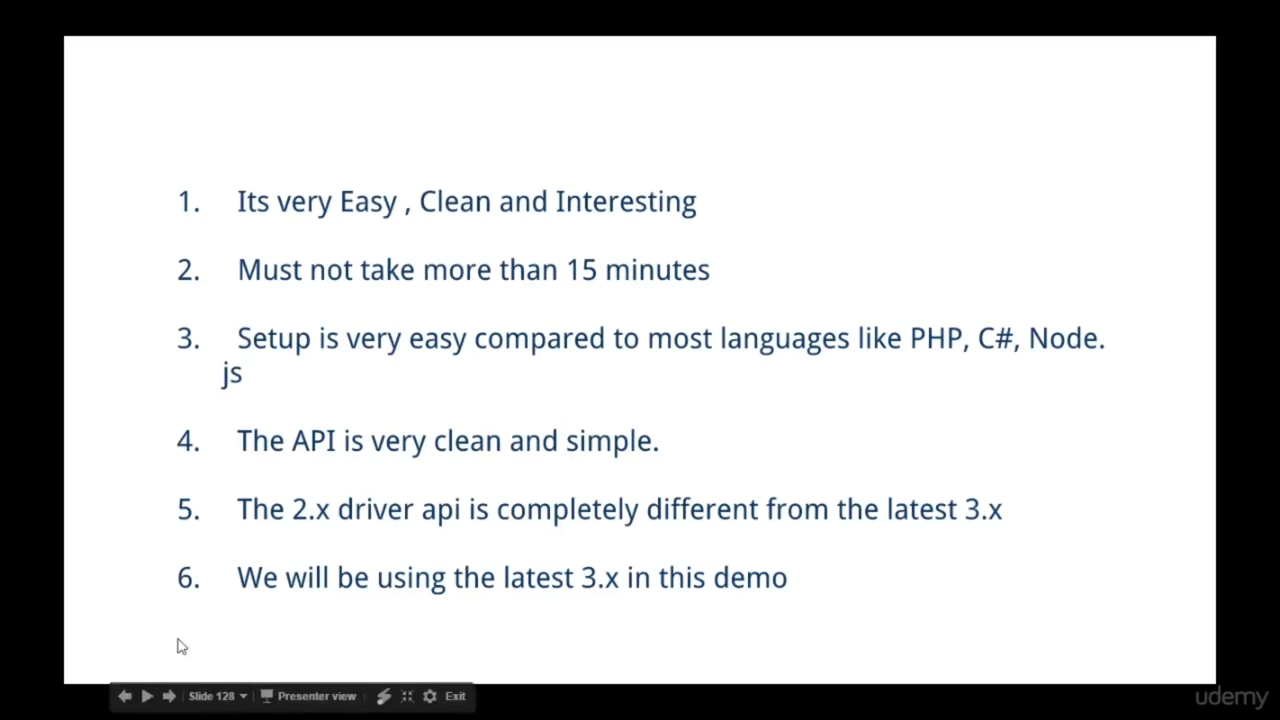 1. Its very Easy , Clean and Interesting
2. Must not take more than 15 minutes
3. Setup is very easy compared to most languages like PHP, C#, Node.
js
4. The API is very clean and simple.
5. The 2.x driver api is completely different from the latest 3.x
6. We will be using the latest 3.x in this demo
Slide 128 Presenter view Exit
udemy